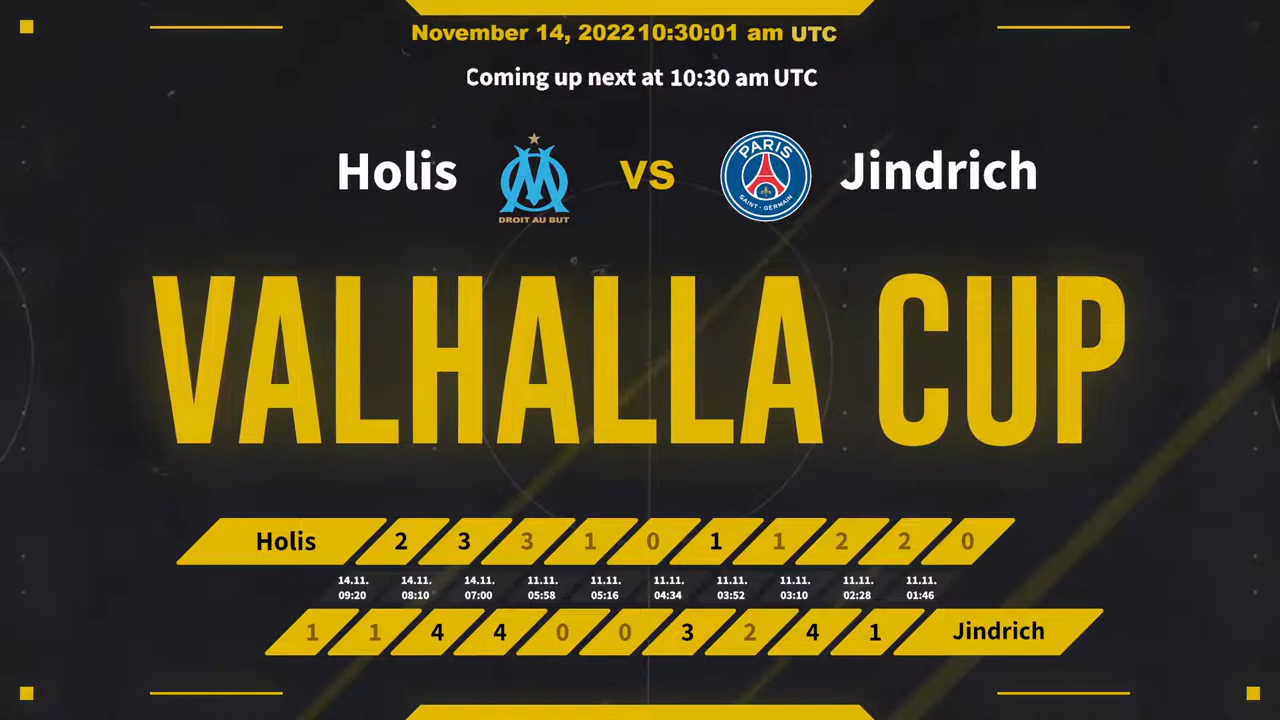 November 14, 2022 10:30:01 am UTC
Coming up next at 10:30 am UTC
Holis DROIT AU BUT VS PARIS SAINT-GERMAIN Jindrich
VALHALLA CUP
Holis 2 3 3 1 0 1 1 2 2 0
14.11. 14.11. 14.11. 11.11. 11.11. 11.11. 11.11. 11.11. 11.11. 11.11.
09:20 08:10 07:00 05:58 05:16 04:34 03:52 03:10 02:28 01:46
1 1 4 4 0 0 3 2 4 1 Jindrich